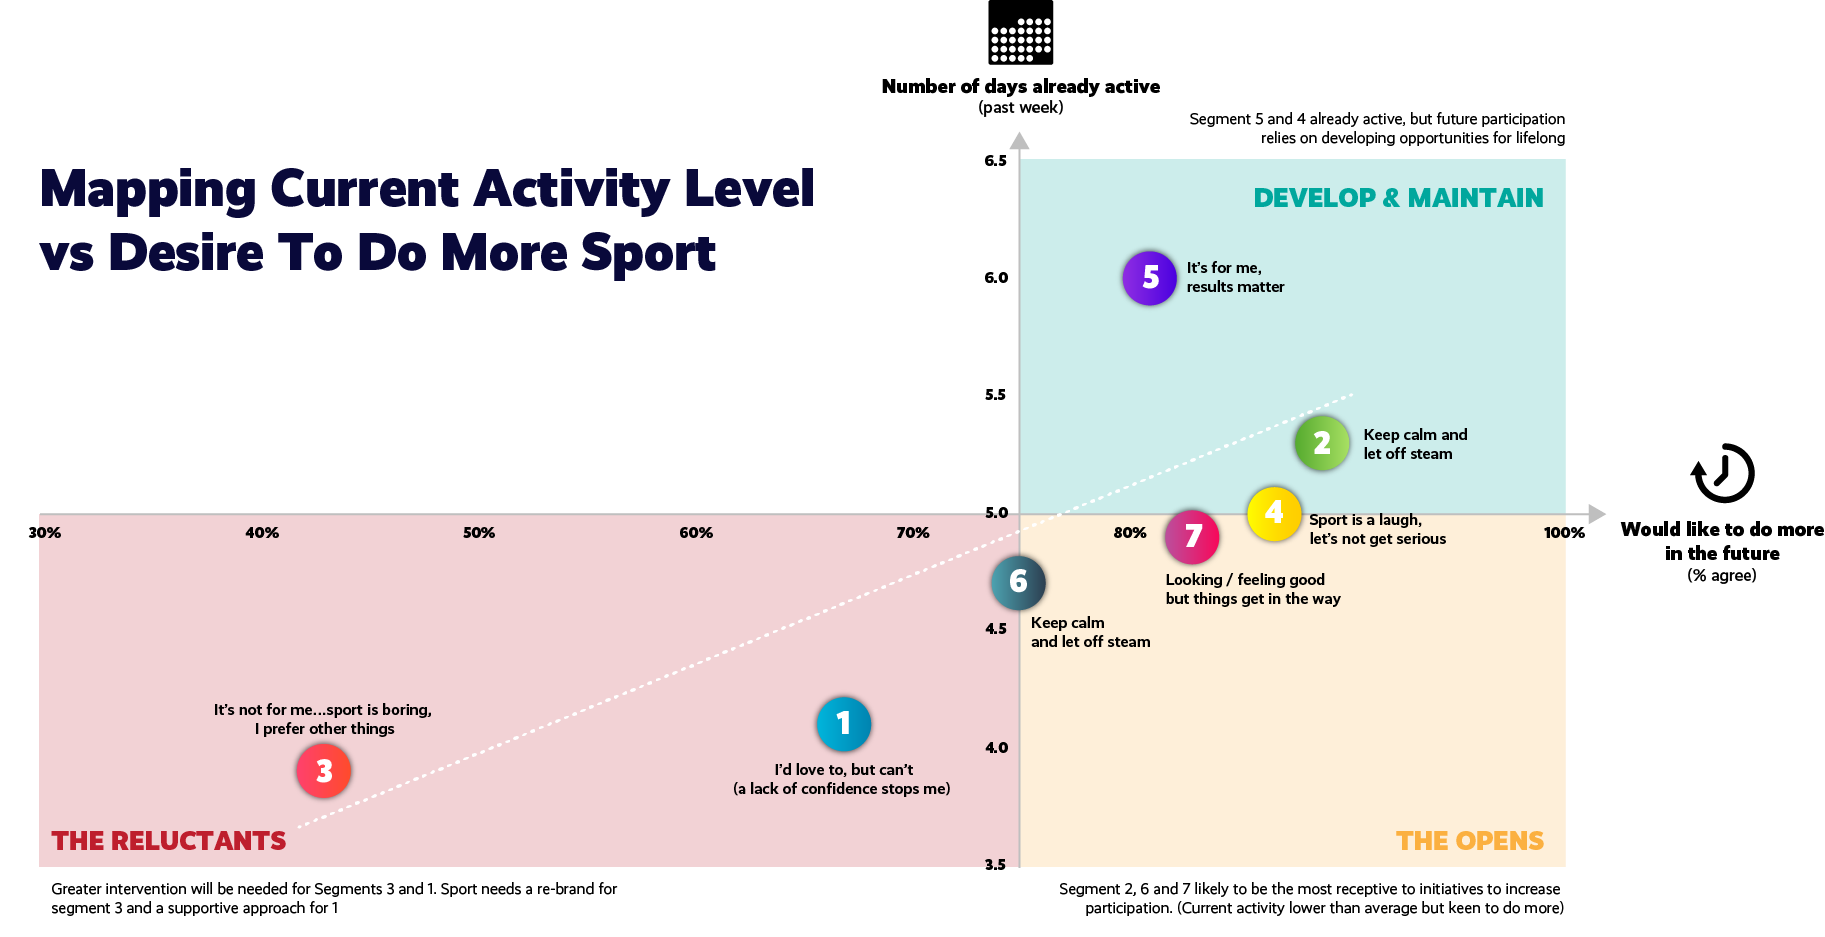 Number of days already active
(past week)
Segment 5 and 4 already active, but future participation
relies on developing opportunities for lifelong
Mapping Current Activity Level
vs Desire To Do More Sport
6.5
DEVELOP & MAINTAIN
6.0
5
It's for me,
results matter
5.5
2
Keep calm and
let off steam
5.0
4
Sport is a laugh,
let's not get serious
30%
40%
50%
60%
70%
80%
100%
7
Looking / feeling good
but things get in the way
Would like to do more
in the future
(% agree)
6
Keep calm
and let off steam
4.5
It's not for me...sport is boring,
I prefer other things
3
1
I'd love to, but can't
(a lack of confidence stops me)
4.0
THE RELUCTANTS
THE OPENS
3.5
Greater intervention will be needed for Segments 3 and 1. Sport needs a re-brand for
segment 3 and a supportive approach for 1
Segment 2, 6 and 7 likely to be the most receptive to initiatives to increase
participation. (Current activity lower than average but keen to do more)